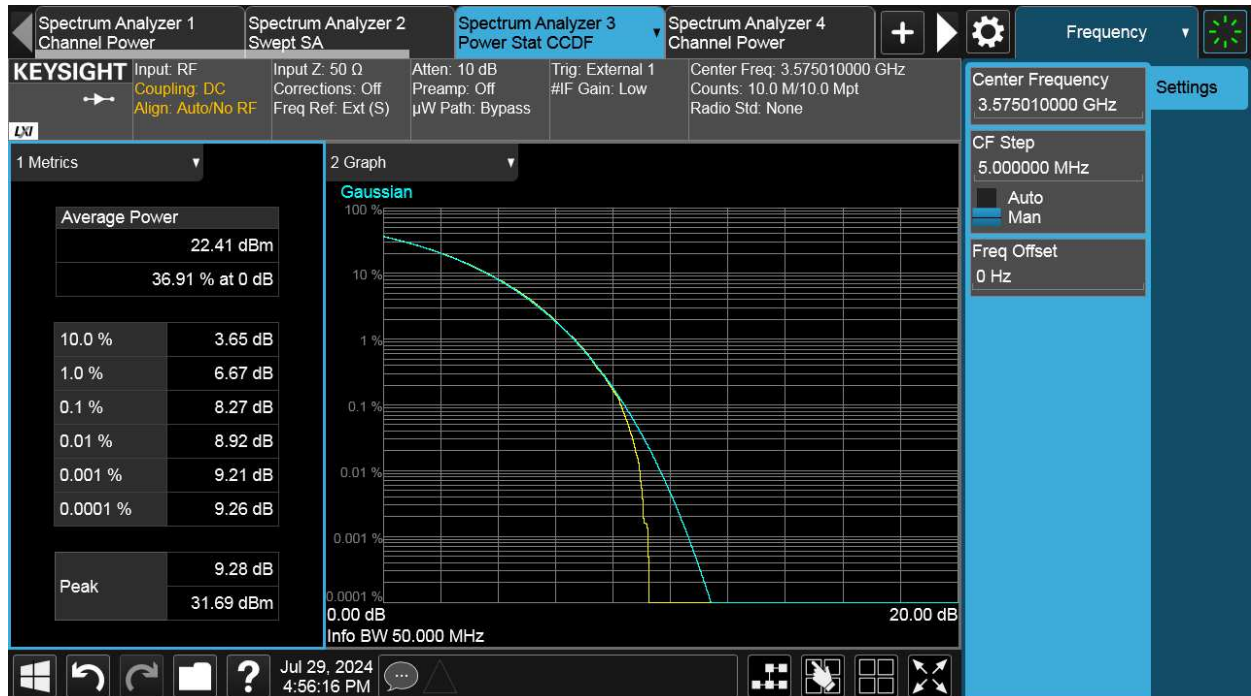 Spectrum Analyzer 1
Channel Power
Spectrum Analyzer 2
Swept SA
Spectrum Analyzer 3
Power Stat CCDF
Spectrum Analyzer 4
Channel Power
+
Frequency
KEYSIGHT
LXI
Input: RF
Coupling: DC
Align: Auto/No RF
Input Z: 50 Ω
Corrections: Off
Freq Ref: Ext (S)
Atten: 10 dB
Preamp: Off
µW Path: Bypass
Trig: External 1
#IF Gain: Low
Center Freq: 3.575010000 GHz
Counts: 10.0 M/10.0 Mpt
Radio Std: None
Center Frequency
3.575010000 GHz
Settings
CF Step
5.000000 MHz
Auto
Man
Freq Offset
0 Hz
1 Metrics
Average Power
22.41 dBm
36.91 % at 0 dB
10.0 % 3.65 dB
1.0 % 6.67 dB
0.1 % 8.27 dB
0.01 % 8.92 dB
0.001 % 9.21 dB
0.0001 % 9.26 dB
Peak
9.28 dB
31.69 dBm
2 Graph
Gaussian
100 %
10 %
1 %
0.1 %
0.01 %
0.001 %
0.0001 %
0.00 dB
20.00 dB
Info BW 50.000 MHz
?
Jul 29, 2024
4:56:16 PM